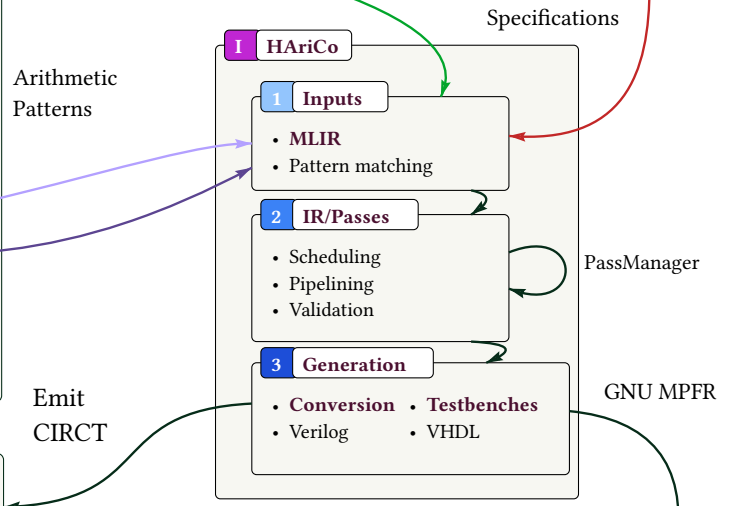 Specifications
I HAriCo
Arithmetic
Patterns
1 Inputs
• MLIR
• Pattern matching
2 IR/Passes
• Scheduling
• Pipelining
• Validation
PassManager
3 Generation
• Conversion • Testbenches
• Verilog • VHDL
Emit
CIRCT
GNU MPFR